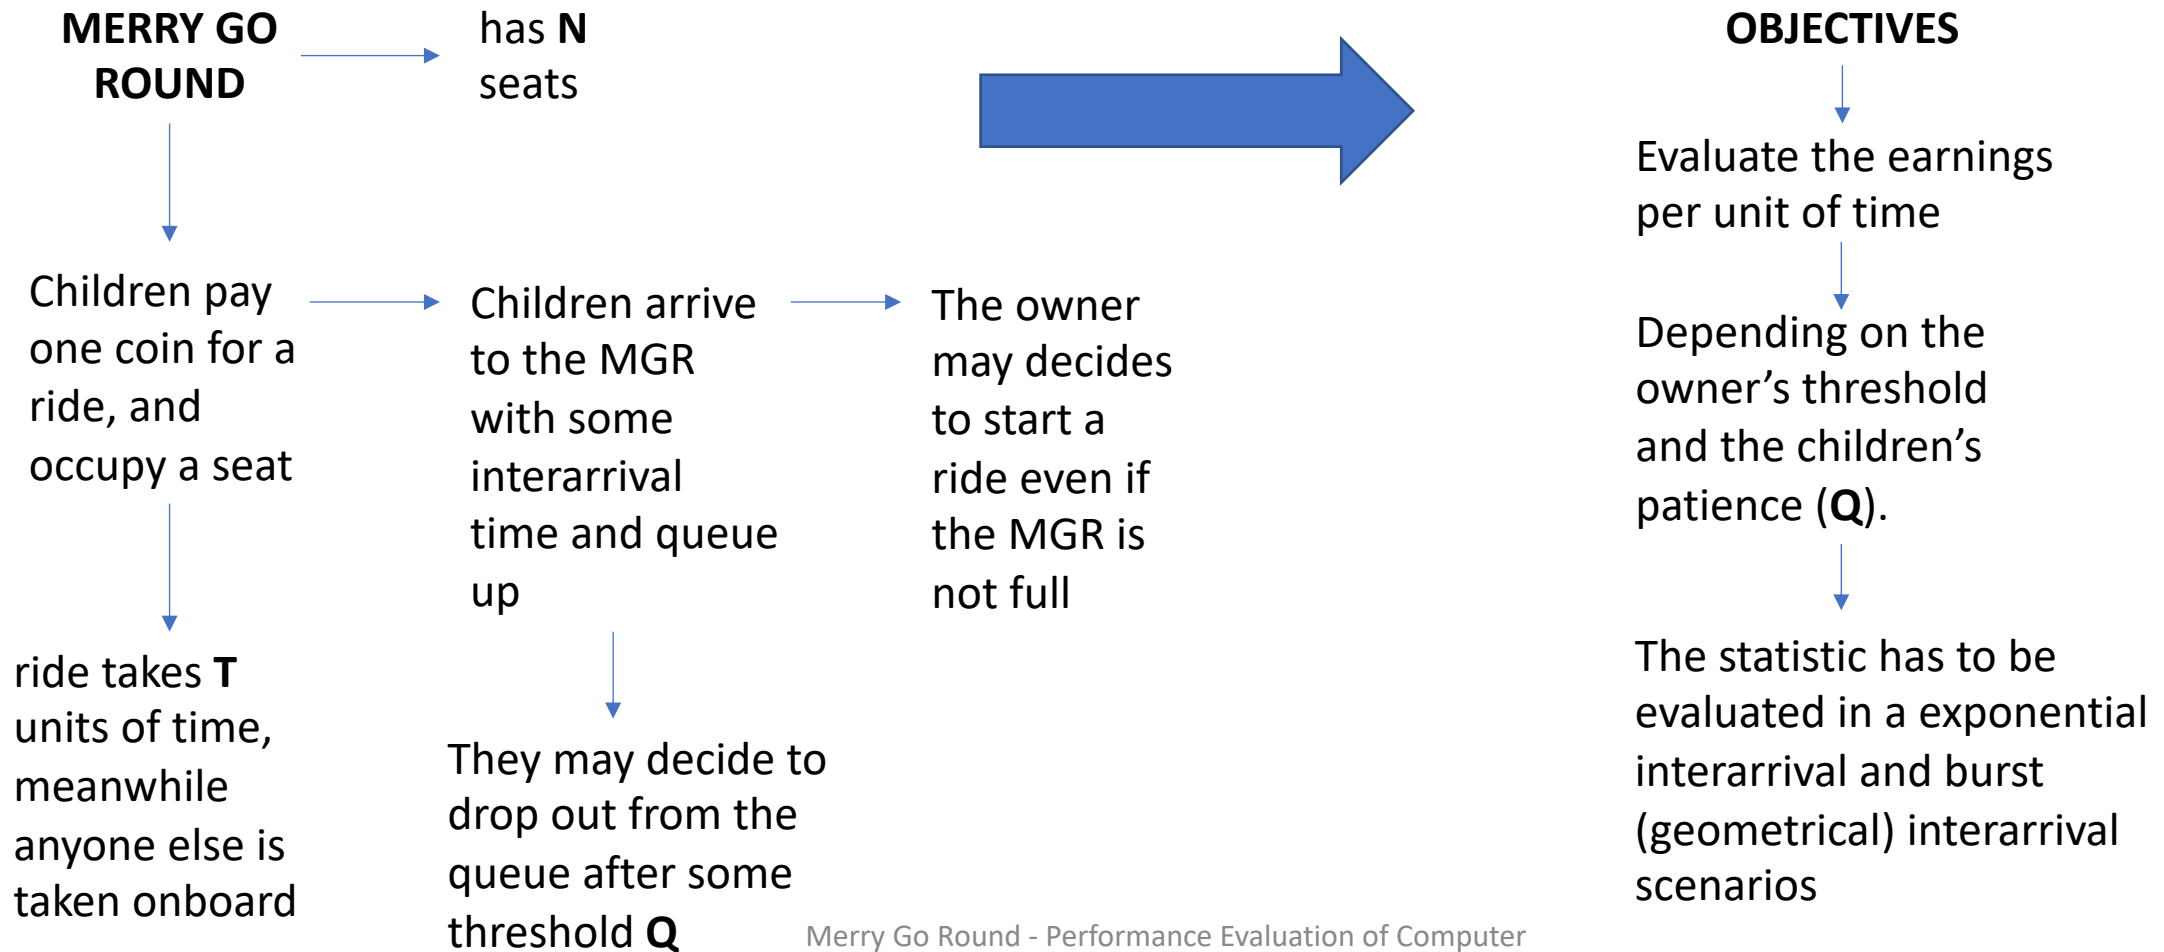 MERRY GO
ROUND
has N
seats
Children pay
one coin for a
ride, and
occupy a seat
Children arrive
to the MGR
with some
interarrival
time and queue
up
The owner
may decides
to start a
ride even if
the MGR is
not full
ride takes T
units of time,
meanwhile
anyone else is
taken onboard
They may decide to
drop out from the
queue after some
threshold Q
OBJECTIVES
Evaluate the earnings
per unit of time
Depending on the
owner’s threshold
and the children’s
patience (Q).
The statistic has to be
evaluated in a exponential
interarrival and burst
(geometrical) interarrival
scenarios
Merry Go Round - Performance Evaluation of Computer